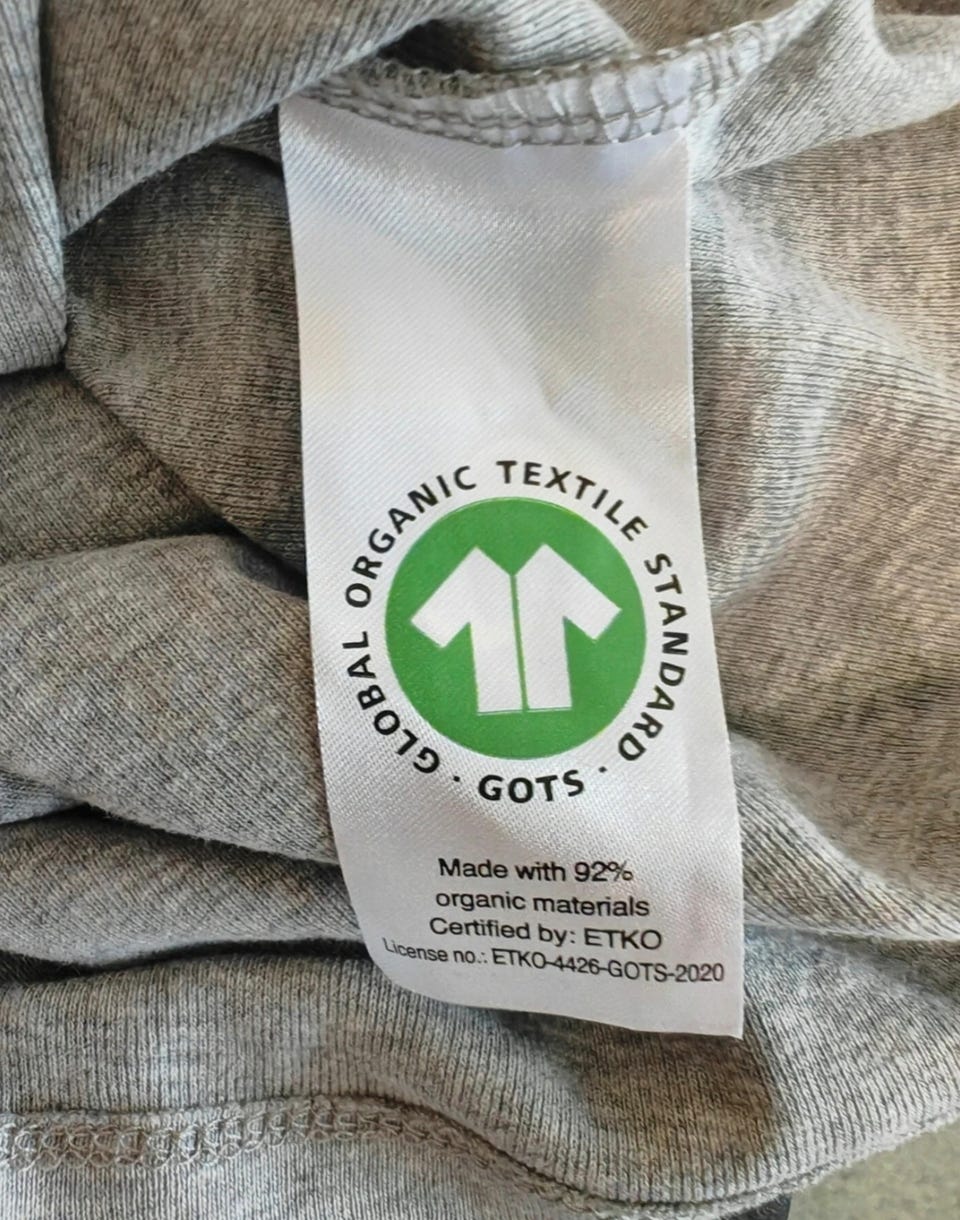 GLOBAL ORGANIC TEXTILE STANDARD · GOTS ·
Made with 92%
organic materials
Certified by: ETKO
License no.: ETKO-4426-GOTS-2020